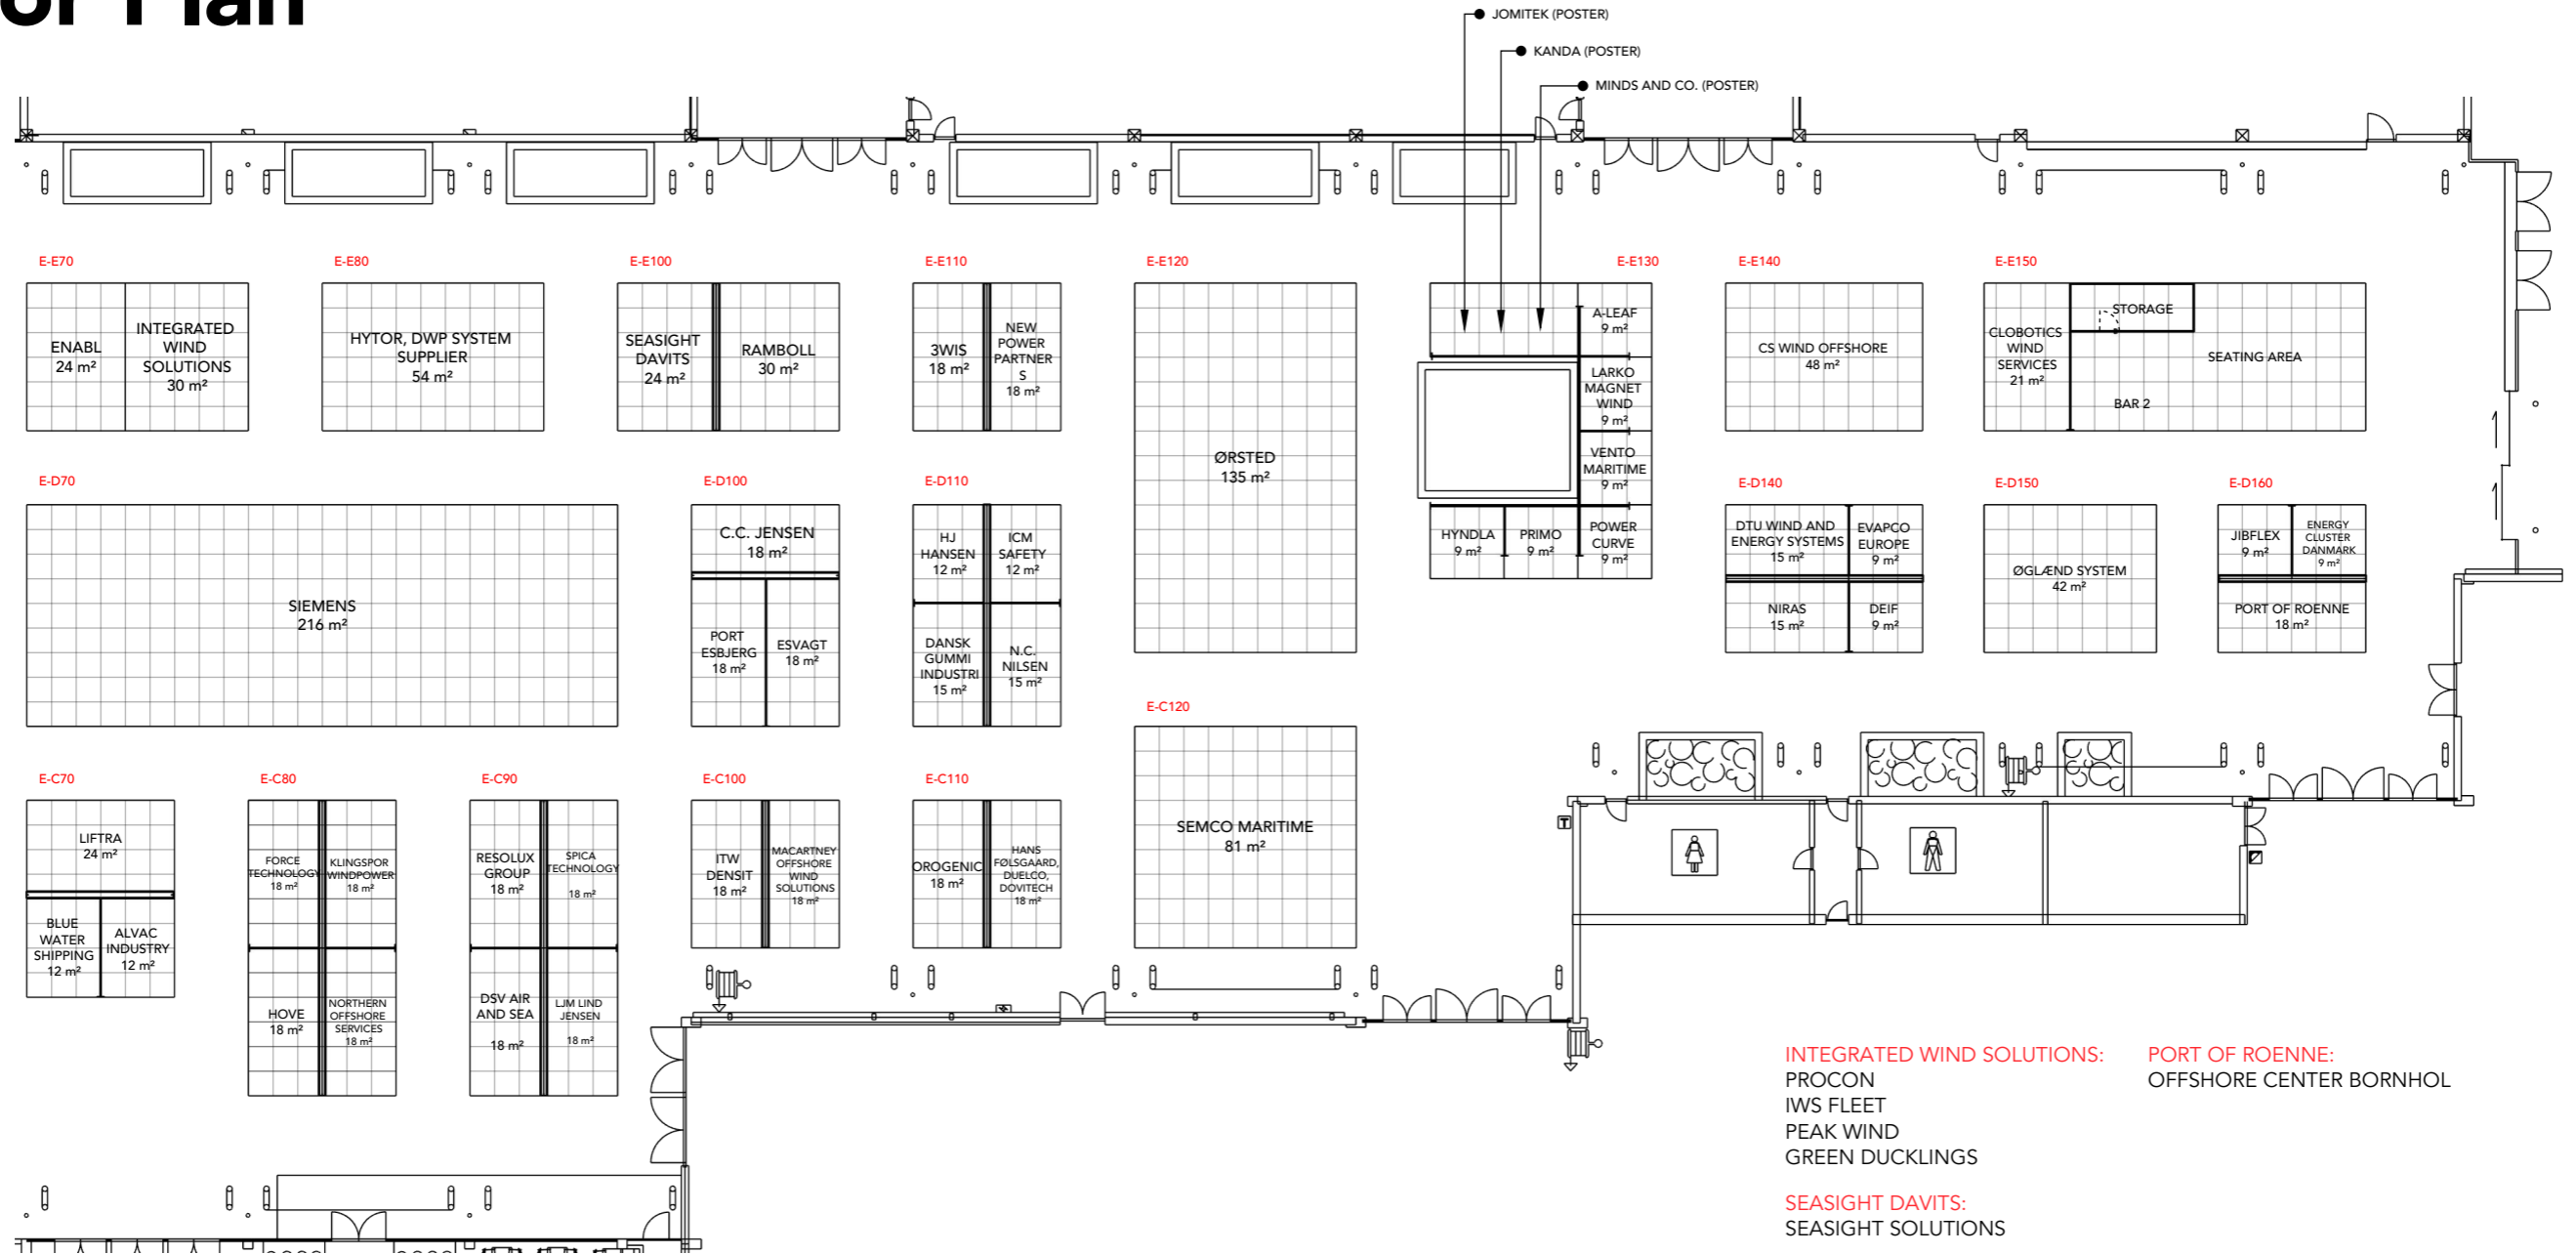 or Plan
JOMITEK (POSTER)
KANDA (POSTER)
MINDS AND CO. (POSTER)
E-E70
E-E80
E-E100
E-E110
E-E120
E-E130
E-E140
E-E150
ENABL
24 m²
INTEGRATED
WIND
SOLUTIONS
30 m²
HYTOR, DWP SYSTEM
SUPPLIER
54 m²
SEASIGHT
DAVITS
24 m²
RAMBOLL
30 m²
3WIS
18 m²
NEW
POWER
PARTNER
S
18 m²
ØRSTED
135 m²
A-LEAF
9 m²
LARKO
MAGNET
WIND
9 m²
VENTO
MARITIME
9 m²
HYNDLA
9 m²
PRIMO
9 m²
POWER
CURVE
9 m²
CS WIND OFFSHORE
48 m²
CLOBOTICS
WIND
SERVICES
21 m²
STORAGE
SEATING AREA
BAR 2
E-D70
E-D100
E-D110
E-D140
E-D150
E-D160
SIEMENS
216 m²
C.C. JENSEN
18 m²
PORT
ESBJERG
18 m²
ESVAGT
18 m²
HJ
HANSEN
12 m²
ICM
SAFETY
12 m²
DANSK
GUMMI
INDUSTRI
15 m²
N.C.
NILSEN
15 m²
DTU WIND AND
ENERGY SYSTEMS
15 m²
EVAPCO
EUROPE
9 m²
NIRAS
15 m²
DEIF
9 m²
ØGLÆND SYSTEM
42 m²
JIBFLEX
9 m²
ENERGY
CLUSTER
DANMARK
9 m²
PORT OF ROENNE
18 m²
E-C70
E-C80
E-C90
E-C100
E-C110
E-C120
LIFTRA
24 m²
BLUE
WATER
SHIPPING
12 m²
ALVAC
INDUSTRY
12 m²
FORCE
TECHNOLOGY
18 m²
KLINGSPOR
WINDPOWER
18 m²
HOVE
18 m²
NORTHERN
OFFSHORE
SERVICES
18 m²
RESOLUX
GROUP
18 m²
SPICA
TECHNOLOGY
18 m²
DSV AIR
AND SEA
18 m²
LJM LIND
JENSEN
18 m²
ITW
DENSIT
18 m²
MACARTNEY
OFFSHORE
WIND
SOLUTIONS
18 m²
OROGENIC
18 m²
HANS
FØLSGAARD,
DUELCO,
DOVITECH
18 m²
SEMCO MARITIME
81 m²
T
INTEGRATED WIND SOLUTIONS:
PROCON
IWS FLEET
PEAK WIND
GREEN DUCKLINGS
SEASIGHT DAVITS:
SEASIGHT SOLUTIONS
PORT OF ROENNE:
OFFSHORE CENTER BORNHOL